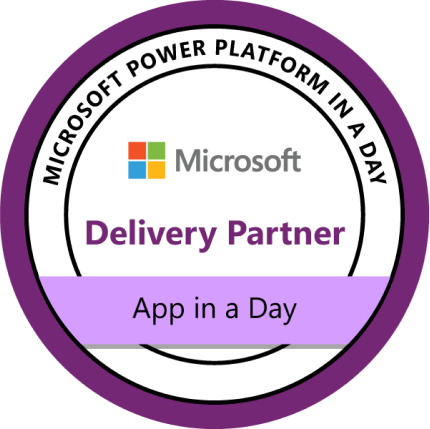 MICROSOFT POWER PLATFORM IN A DAY
Microsoft
Delivery Partner
App in a Day